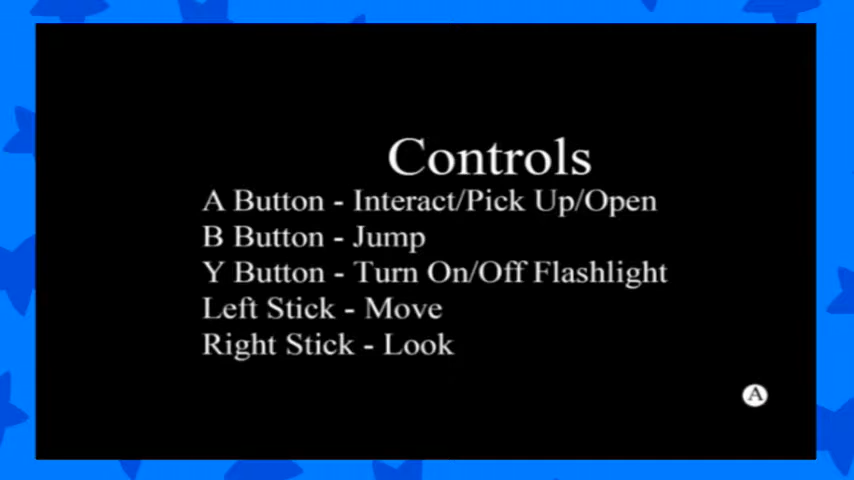 Controls
A Button - Interact/Pick Up/Open
B Button - Jump
Y Button - Turn On/Off Flashlight
Left Stick - Move
Right Stick - Look
A